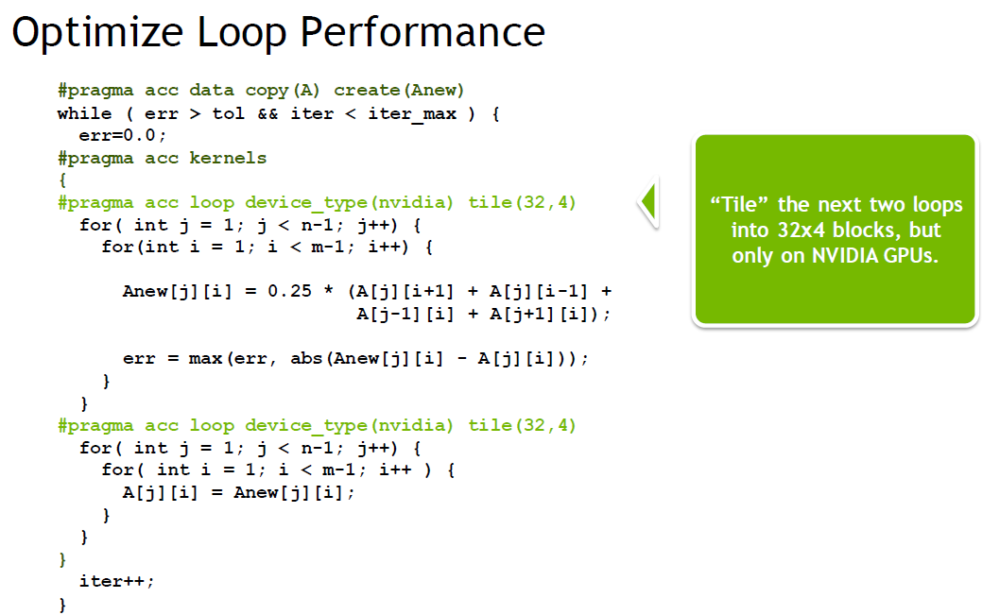 Optimize Loop Performance
#pragma acc data copy(A) create(Anew)
while ( err > tol && iter < iter_max ) {
  err=0.0;
#pragma acc kernels
{
#pragma acc loop device_type(nvidia) tile(32,4)
  for( int j = 1; j < n-1; j++) {
    for(int i = 1; i < m-1; i++) {
      Anew[j][i] = 0.25 * (A[j][i+1] + A[j][i-1] +
                           A[j-1][i] + A[j+1][i]);
      err = max(err, abs(Anew[j][i] - A[j][i]));
    }
  }
#pragma acc loop device_type(nvidia) tile(32,4)
  for( int j = 1; j < n-1; j++) {
    for( int i = 1; i < m-1; i++ ) {
      A[j][i] = Anew[j][i];
    }
  }
}
  iter++;
}
“Tile” the next two loops
into 32x4 blocks, but
only on NVIDIA GPUs.